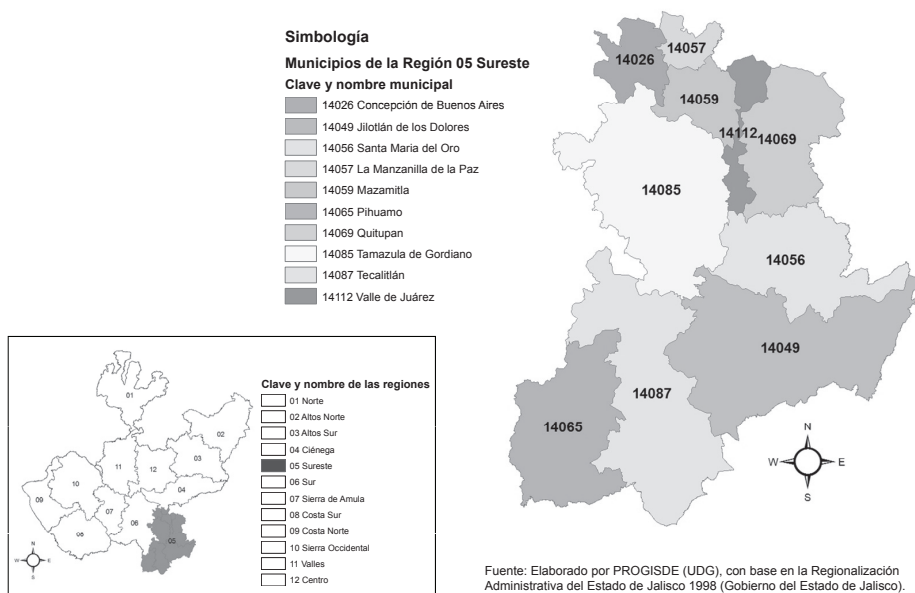 Simbología
Municipios de la Región 05 Sureste
Clave y nombre municipal
14026 Concepción de Buenos Aires
14049 Jilotlán de los Dolores
14056 Santa Maria del Oro
14057 La Manzanilla de la Paz
14059 Mazamitla
14065 Pihuamo
14069 Quitupan
14085 Tamazula de Gordiano
14087 Tecalitlán
14112 Valle de Juárez
14057
14026
14059
14112
14069
14085
14056
14049
14087
14065
N
W
E
S
Clave y nombre de las regiones
01 Norte
02 Altos Norte
03 Altos Sur
04 Ciénega
05 Sureste
06 Sur
07 Sierra de Amula
08 Costa Sur
09 Costa Norte
10 Sierra Occidental
11 Valles
12 Centro
01
02
03
11
12
10
04
09
07
06
05
N
W
E
S
Fuente: Elaborado por PROGISDE (UDG), con base en la Regionalización
Administrativa del Estado de Jalisco 1998 (Gobierno del Estado de Jalisco).